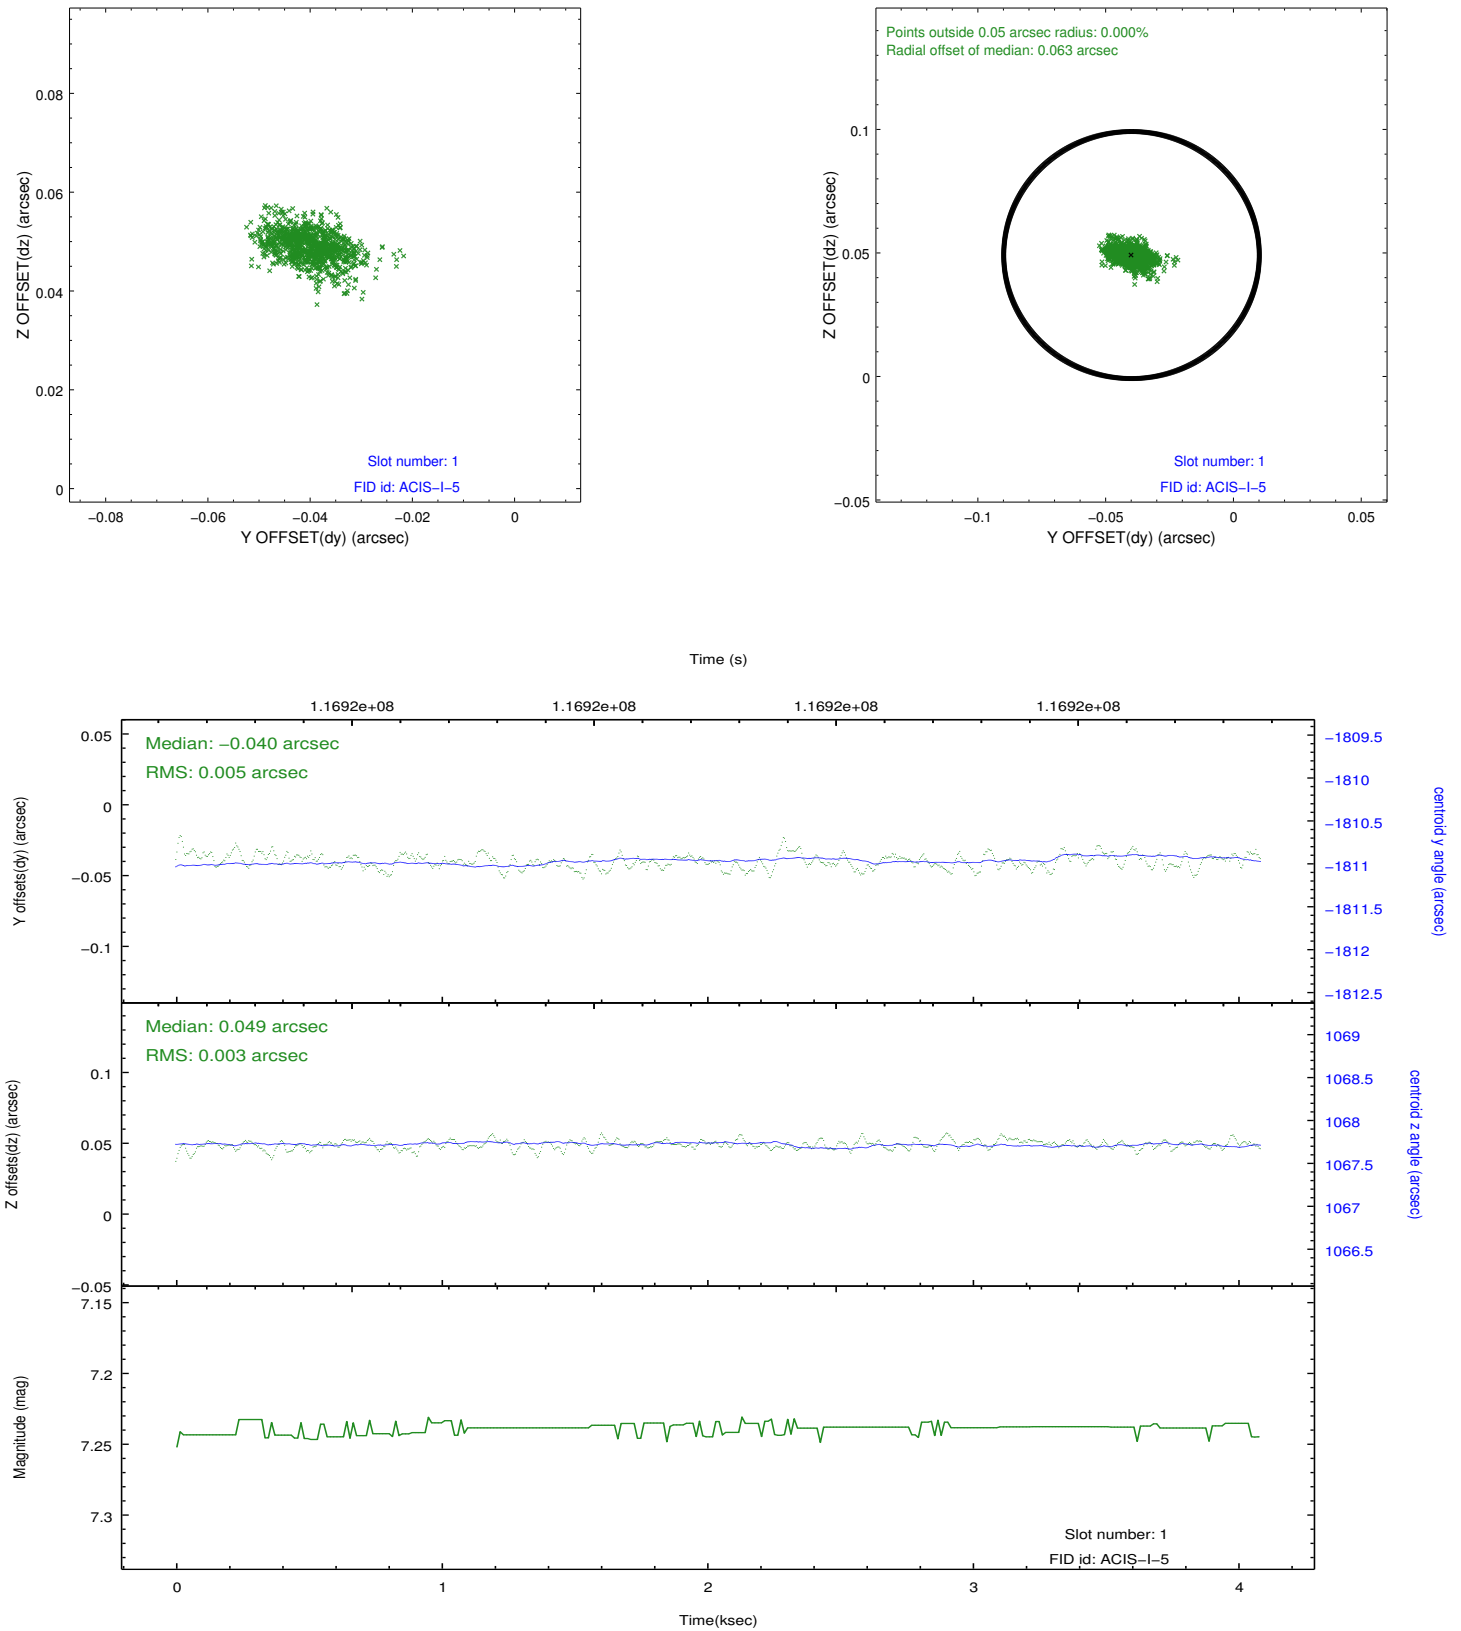 Z OFFSET(dz) (arcsec)
0.08
0.06
0.04
0.02
0
−0.08
−0.06
−0.04
−0.02
0
Y OFFSET(dy) (arcsec)
Slot number: 1
FID id: ACIS−I−5
Points outside 0.05 arcsec radius: 0.000%
Radial offset of median: 0.063 arcsec
Z OFFSET(dz) (arcsec)
0.1
0.05
0
−0.05
−0.1
−0.05
0
0.05
Y OFFSET(dy) (arcsec)
Slot number: 1
FID id: ACIS−I−5
Time (s)
1.1692e+08
1.1692e+08
1.1692e+08
1.1692e+08
Median: −0.040 arcsec
RMS: 0.005 arcsec
Y offsets(dy) (arcsec)
0.05
0
−0.05
−0.1
−1809.5
−1810
−1810.5
−1811
−1811.5
−1812
−1812.5
centroid y angle (arcsec)
Median: 0.049 arcsec
RMS: 0.003 arcsec
Z offsets(dz) (arcsec)
0.1
0.05
0
−0.05
1069
1068.5
1068
1067.5
1067
1066.5
centroid z angle (arcsec)
Magnitude (mag)
7.15
7.2
7.25
7.3
Slot number: 1
FID id: ACIS−I−5
0
1
2
3
4
Time(ksec)